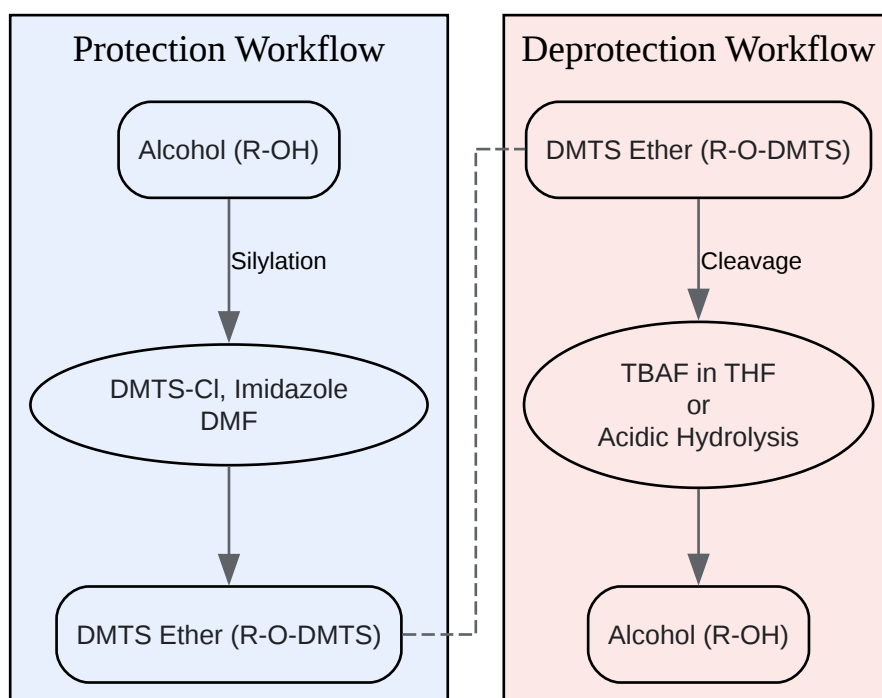 Protection Workflow
Alcohol (R-OH)
Silylation
DMTS-Cl, Imidazole
DMF
DMTS Ether (R-O-DMTS)
Deprotection Workflow
DMTS Ether (R-O-DMTS)
Cleavage
TBAF in THF
or
Acidic Hydrolysis
Alcohol (R-OH)